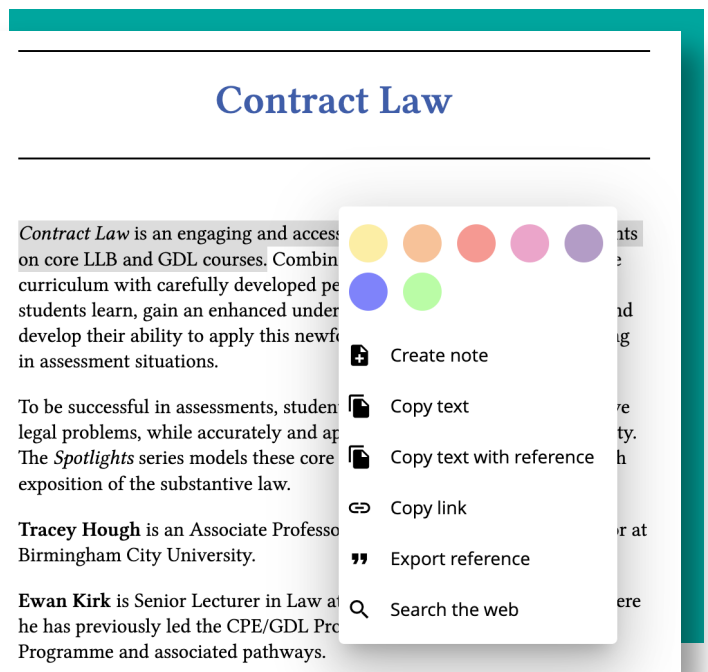 Contract Law
Contract Law is an engaging and access nts
on core LLB and GDL courses. Combin e
curriculum with carefully developed pe
students learn, gain an enhanced under nd
develop their ability to apply this newfo ng
in assessment situations.
To be successful in assessments, studen ve
legal problems, while accurately and ap ty.
The Spotlights series models these core h
exposition of the substantive law.
Tracey Hough is an Associate Professo r at
Birmingham City University.
Ewan Kirk is Senior Lecturer in Law at ere
he has previously led the CPE/GDL Pro
Programme and associated pathways.
Create note
Copy text
Copy text with reference
Copy link
Export reference
Search the web